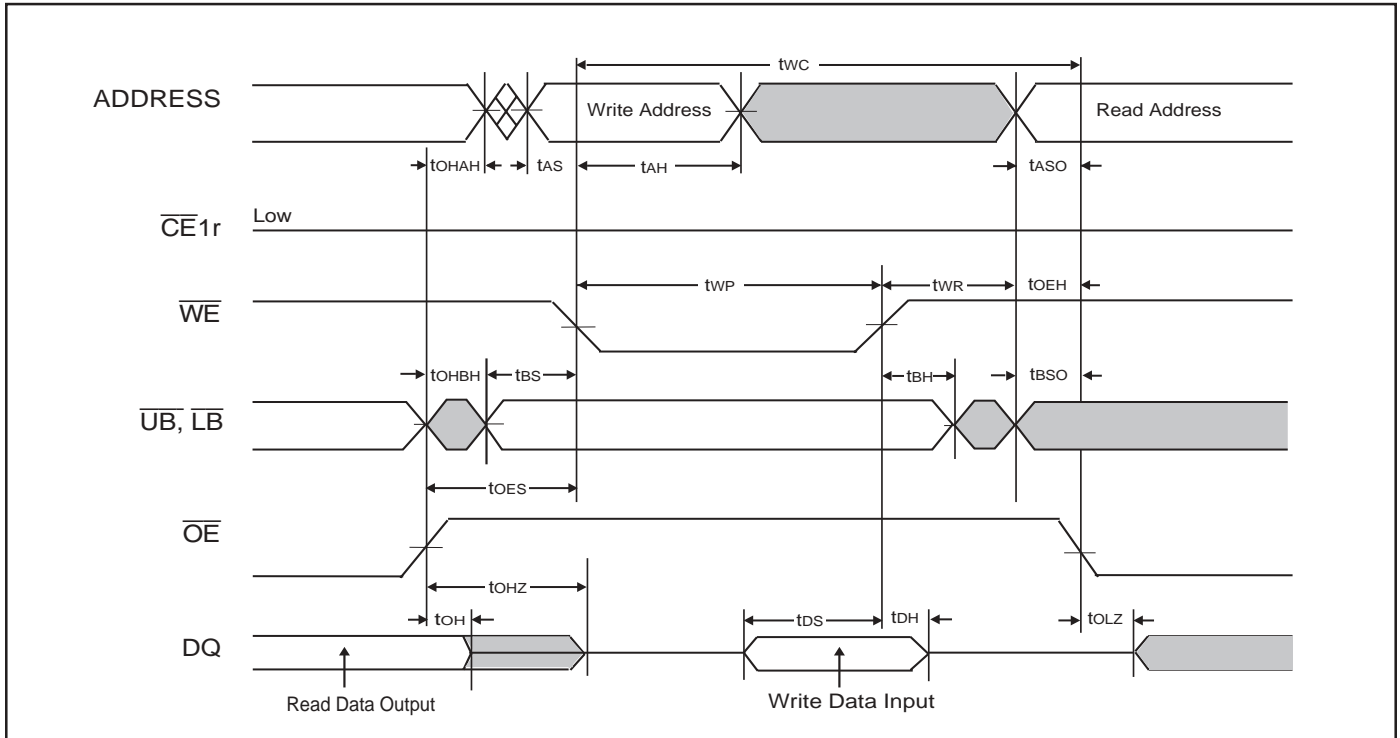 tWC
ADDRESS
Write Address
Read Address
tOHAH
tAS
tAH
tASO
CE1r
Low
tWP
tWR
tOEH
WE
tOHBH
tBS
tBH
tBSO
UB, LB
tOES
OE
tOHZ
tOH
tDS
tDH
tOLZ
DQ
Read Data Output
Write Data Input